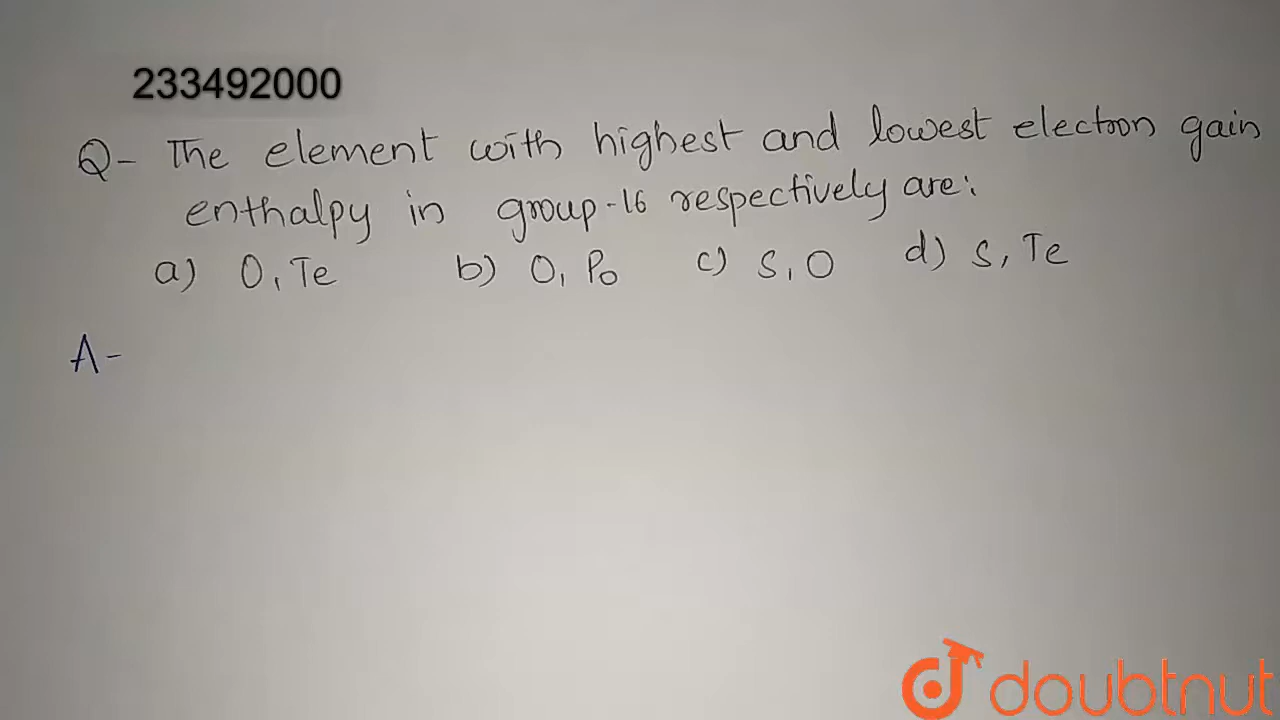 233492000
Q- The element with highest and lowest electron gain
enthalpy in group-16 respectively are:
a) O, Te b) O, Po c) S, O d) S, Te
A-
doubtnut